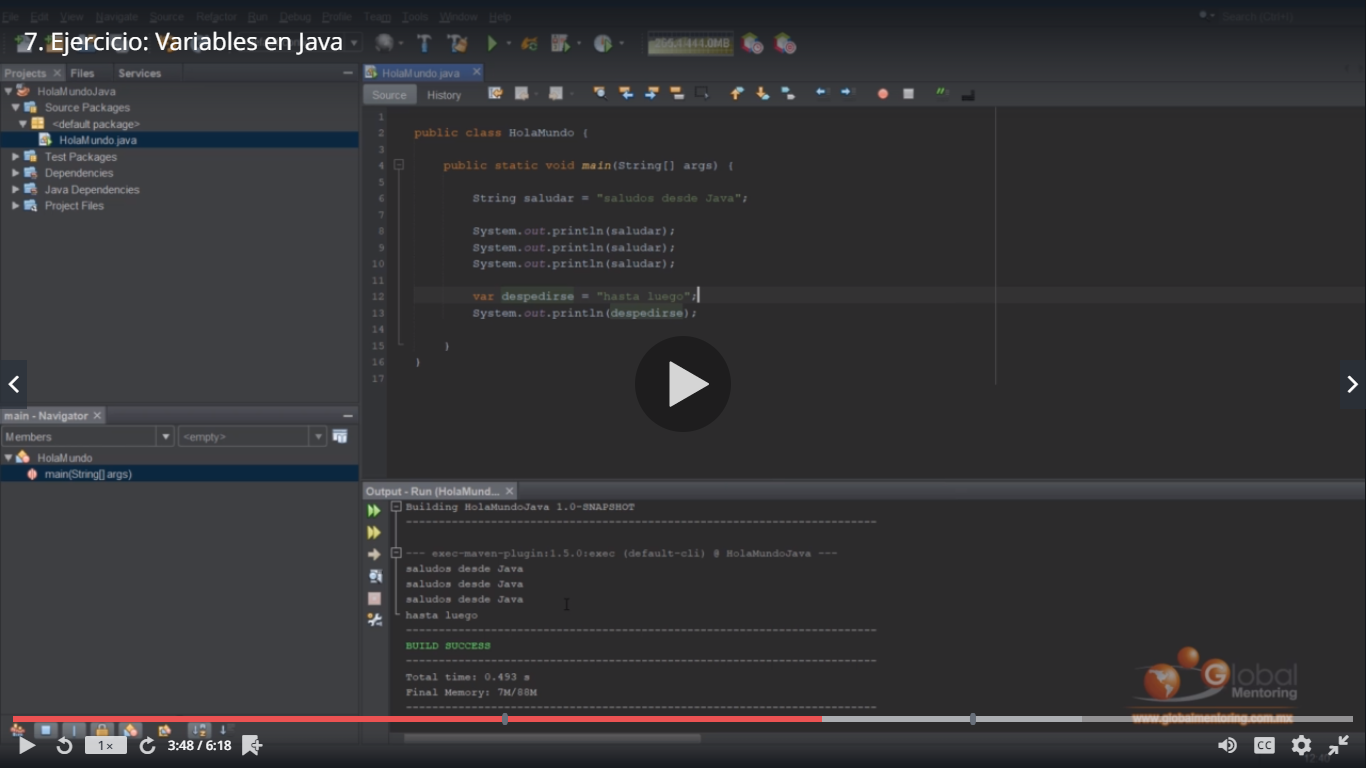 File Edit View Navigate Source Refactor Run Debug Profile Team Tools Window Help
Search (Ctrl+I)
7. Ejercicio: Variables en Java
Projects Files Services
HolaMundo.java
HolaMundoJava
Source History
Source Packages
<default package>
HolaMundo.java
Test Packages
Dependencies
Java Dependencies
Project Files
1
2 public class HolaMundo {
3
4 public static void main(String[] args) {
5
6 String saludar = "saludos desde Java";
7
8 System.out.println(saludar);
9 System.out.println(saludar);
10 System.out.println(saludar);
11
12 var despedirse = "hasta luego";
13 System.out.println(despedirse);
14
15 }
16 }
17
main - Navigator
Members <empty>
HolaMundo
main(String[] args)
Output - Run (HolaMund...
Building HolaMundoJava 1.0-SNAPSHOT
------------------------------------------------------------------------
--- exec-maven-plugin:1.5.0:exec (default-cli) @ HolaMundoJava ---
saludos desde Java
saludos desde Java
saludos desde Java
hasta luego
------------------------------------------------------------------------
BUILD SUCCESS
------------------------------------------------------------------------
Total time: 0.493 s
Final Memory: 7M/88M
------------------------------------------------------------------------
Global
Mentoring
www.globalmentoring.com.mx
1x 3:48 / 6:18 CC